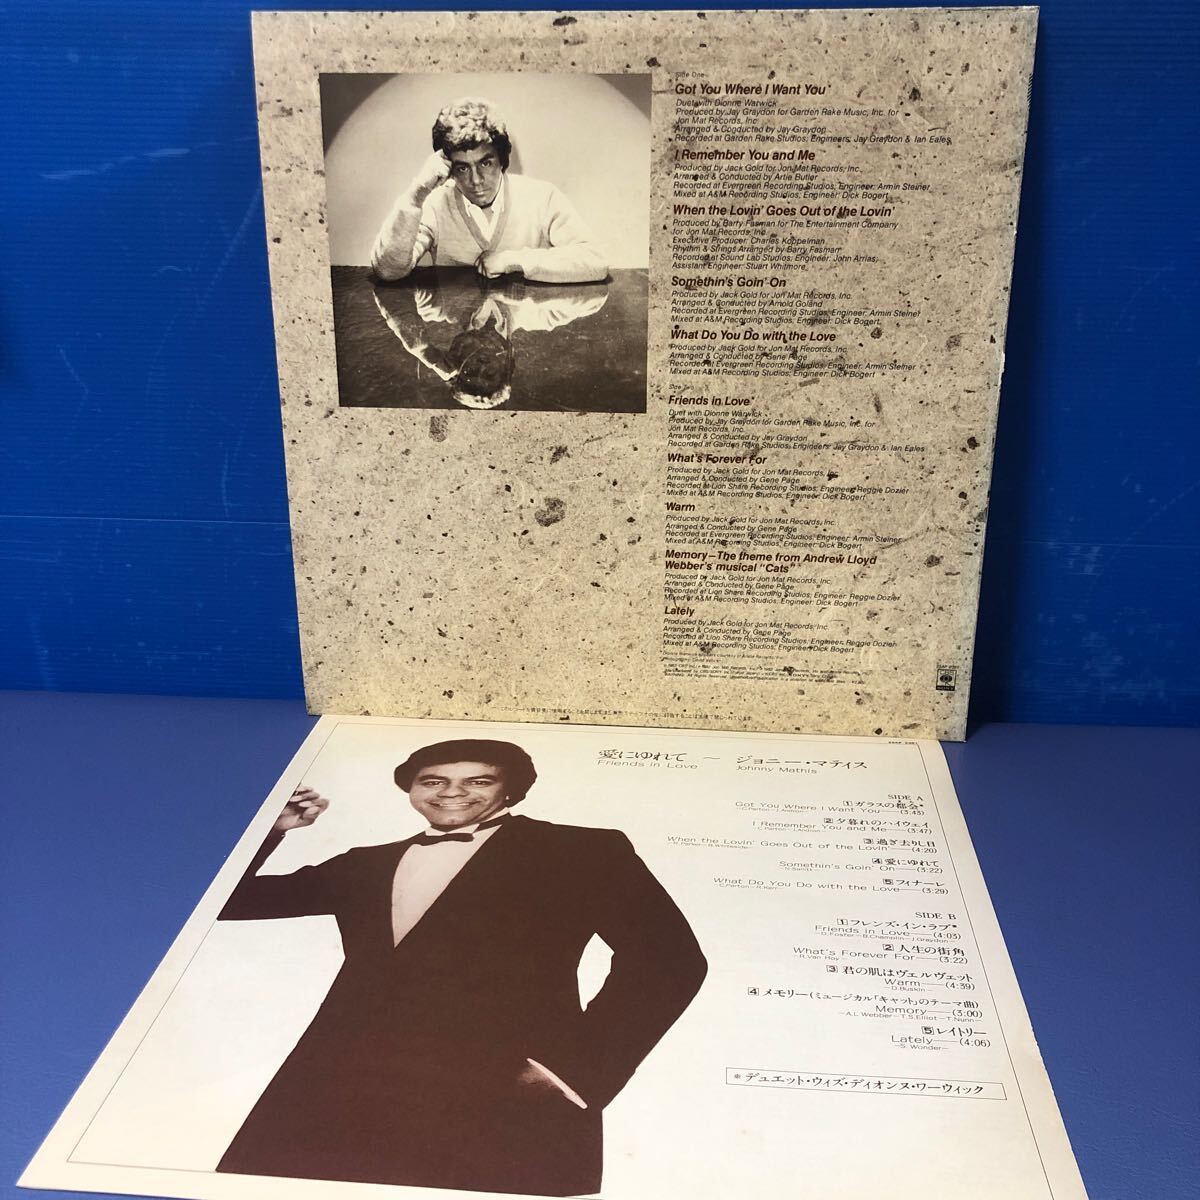 Side One
Got You Where I Want You*
Duet with Dionne Warwick
Produced by Jay Graydon for Garden Rake Music, Inc. for
Jon Mat Records, Inc.
Arranged & Conducted by Jay Graydon
Recorded at Garden Rake Studios, Engineers: Jay Graydon & Ian Eales
I Remember You and Me
Produced by Jack Gold for Jon Mat Records, Inc.
Arranged & Conducted by Artie Butler
Recorded at Evergreen Recording Studios, Engineer: Armin Steiner
Mixed at A&M Recording Studios, Engineer: Dick Bogert
When the Lovin' Goes Out of the Lovin'
Produced by Barry Fasman for The Entertainment Company
for Jon Mat Records, Inc.
Executive Producer: Charles Koppelman
Rhythm & Strings Arranged by Barry Fasman
Recorded at Sound Lab Studios, Engineer: John Arrias,
Assistant Engineer: Stuart Whitmore
Somethin's Goin' On
Produced by Jack Gold for Jon Mat Records, Inc.
Arranged & Conducted by Arnold Goland
Recorded at Evergreen Recording Studios, Engineer: Armin Steiner
Mixed at A&M Recording Studios, Engineer: Dick Bogert
What Do You Do with the Love
Produced by Jack Gold for Jon Mat Records, Inc.
Arranged & Conducted by Gene Page
Recorded at Evergreen Recording Studios, Engineer: Armin Steiner
Mixed at A&M Recording Studios, Engineer: Dick Bogert
Side Two
Friends in Love*
Duet with Dionne Warwick
Produced by Jay Graydon for Garden Rake Music, Inc. for
Jon Mat Records, Inc.
Arranged & Conducted by Jay Graydon
Recorded at Garden Rake Studios, Engineers: Jay Graydon & Ian Eales
What's Forever For
Produced by Jack Gold for Jon Mat Records, Inc.
Arranged & Conducted by Gene Page
Recorded at Lion Share Recording Studios, Engineer: Reggie Dozier
Mixed at A&M Recording Studios, Engineer: Dick Bogert
Warm
Produced by Jack Gold for Jon Mat Records, Inc.
Arranged & Conducted by Gene Page
Recorded at Evergreen Recording Studios, Engineer: Armin Steiner
Mixed at A&M Recording Studios, Engineer: Dick Bogert
Memory—The theme from Andrew Lloyd
Webber's musical "Cats"
Produced by Jack Gold for Jon Mat Records, Inc.
Arranged & Conducted by Gene Page
Recorded at Lion Share Recording Studios, Engineer: Reggie Dozier
Mixed at A&M Recording Studios, Engineer: Dick Bogert
Lately
Produced by Jack Gold for Jon Mat Records, Inc.
Arranged & Conducted by Gene Page
Recorded at Lion Share Recording Studios, Engineer: Reggie Dozier
Mixed at A&M Recording Studios, Engineer: Dick Bogert
愛にゆれて ~ ジョニー・マティス
Friends in Love Johnny Mathis
SIDE A
1 ガラスの都会*
Got You Where I Want You——(3:43)
2 夕暮れのハイウェイ
I Remember You and Me——(3:47)
3 過ぎ去りし日
When the Lovin' Goes Out of the Lovin'——(4:20)
4 愛にゆれて
Somethin's Goin' On——(3:22)
5 フィナーレ
What Do You Do with the Love——(3:29)
SIDE B
1 フレンズ・イン・ラブ*
Friends in Love——(4:03)
—D.Foster—B.Champlin—J.Graydon—
2 人生の街角
What's Forever For——(3:22)
—R.Van Hoy—
3 君の肌はヴェルヴェット
Warm——(4:39)
—D.Buskin—
4 メモリー(ミュージカル「キャット」のテーマ曲)
Memory——(3:00)
—A.L.Webber—T.S.Elliot—T.Nunn—
5 レイトリー
Lately——(4:06)
—S. Wonder—
※ デュエット・ウィズ・ディオンヌ・ワーウィック